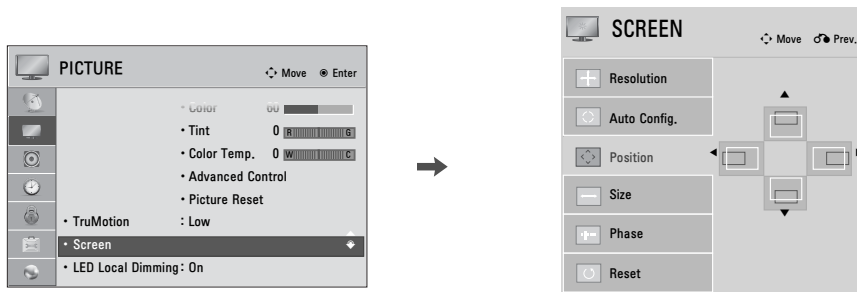 PICTURE
Move
Enter
• Color 60
• Tint 0 R G
• Color Temp. 0 W C
• Advanced Control
• Picture Reset
• TruMotion : Low
• Screen
• LED Local Dimming : On
SCREEN
Move
Prev.
Resolution
Auto Config.
Position
Size
Phase
Reset